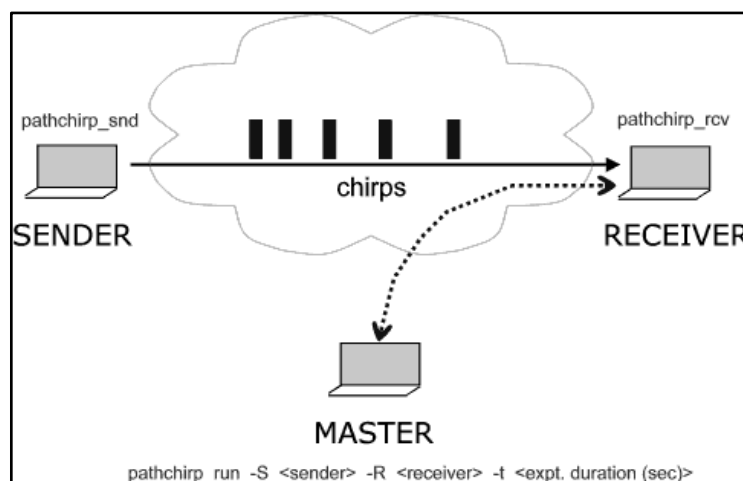 pathchirp_snd
pathchirp_rcv
chirps
SENDER
RECEIVER
MASTER
pathchirp run -S <sender> -R <receiver> -t <expt. duration (sec)>